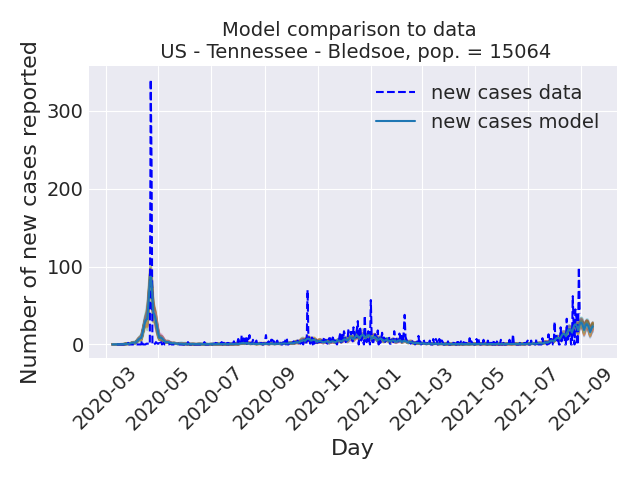 Model comparison to data
US - Tennessee - Bledsoe, pop. = 15064
Number of new cases reported
300
200
100
0
new cases data
new cases model
2020-03
2020-05
2020-07
2020-09
2020-11
2021-01
2021-03
2021-05
2021-07
2021-09
Day